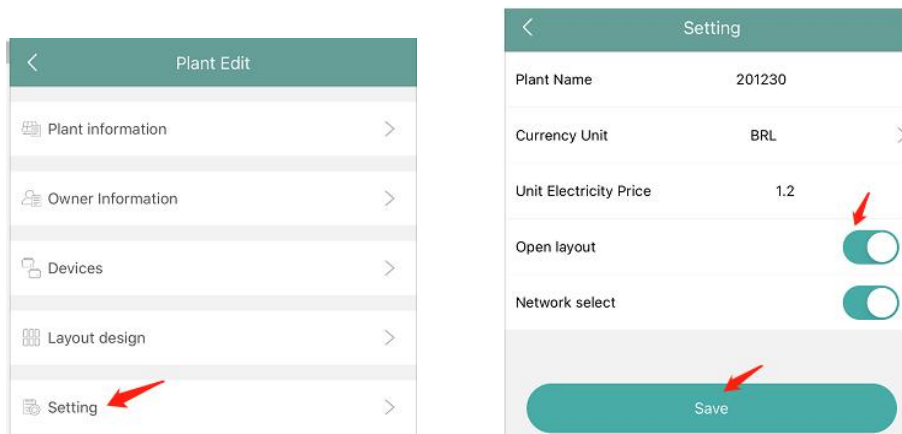 Plant Edit
Plant information
Owner Information
Devices
Layout design
Setting
Setting
Plant Name 201230
Currency Unit BRL
Unit Electricity Price 1.2
Open layout
Network select
Save